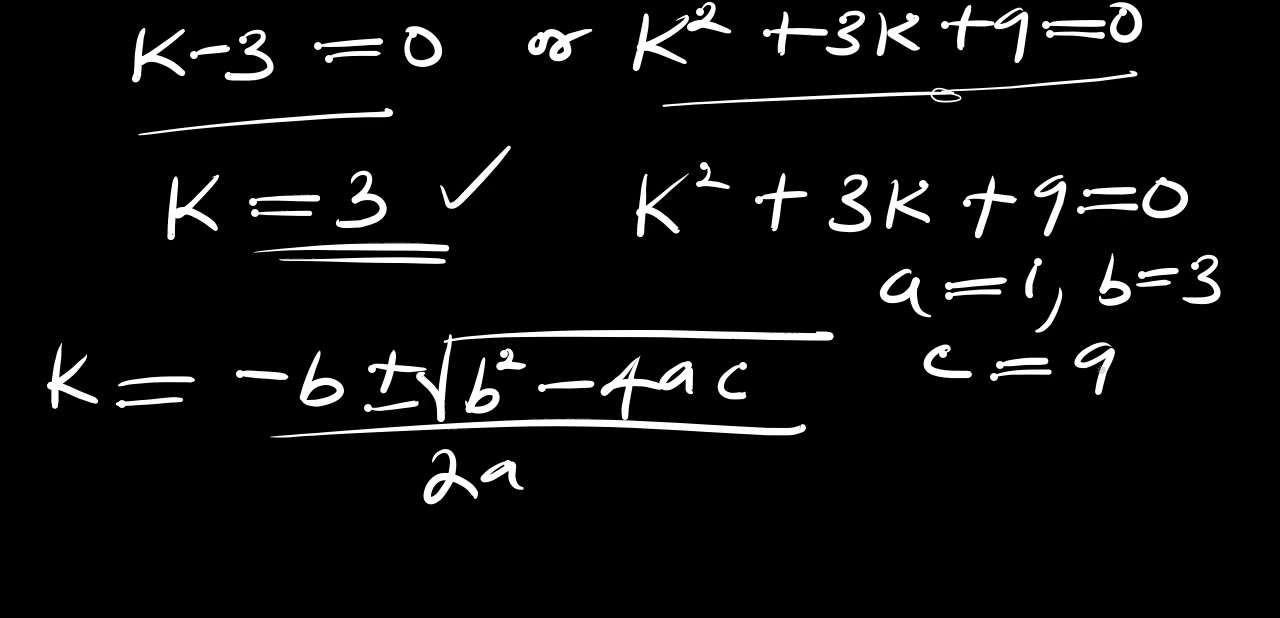 K-3 = 0 or K² +3K+9=0
K = 3 ✓ K² + 3K + 9=0
a=1, b=3
K = -b ± √b²-4ac c = 9
2a